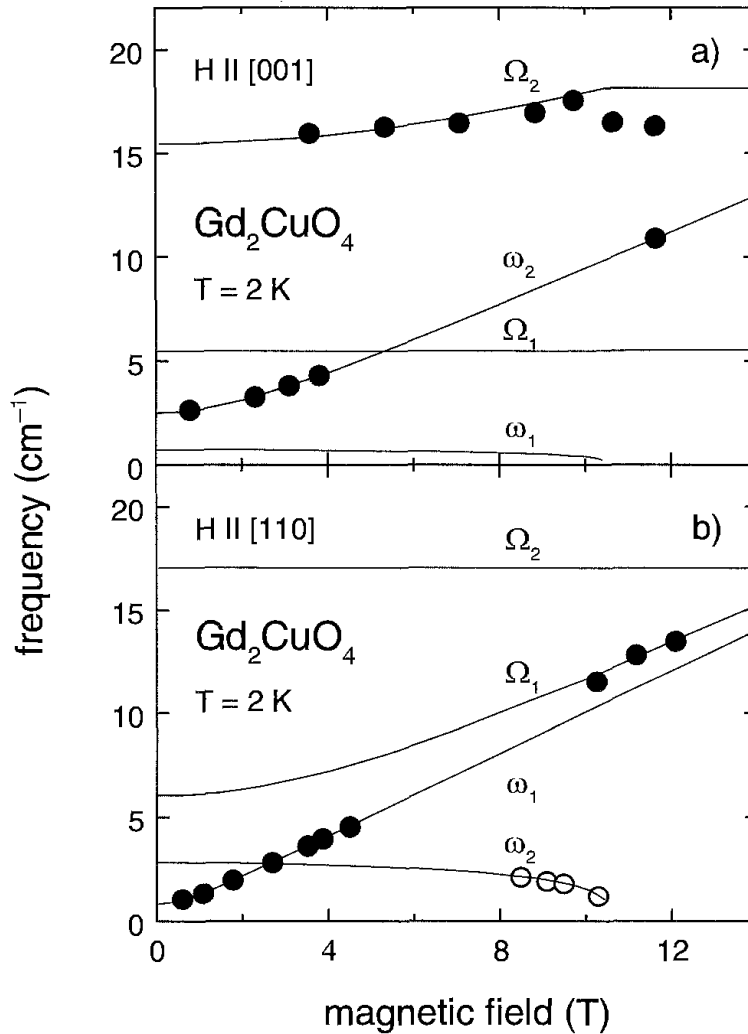 20
H II [001]
Ω₂
a)
15
Gd₂CuO₄
10
T = 2 K
ω₂
Ω₁
5
ω₁
0
frequency (cm⁻¹)
20
H II [110]
Ω₂
b)
15
Gd₂CuO₄
Ω₁
10
T = 2 K
ω₁
5
ω₂
0
0 4 8 12
magnetic field (T)